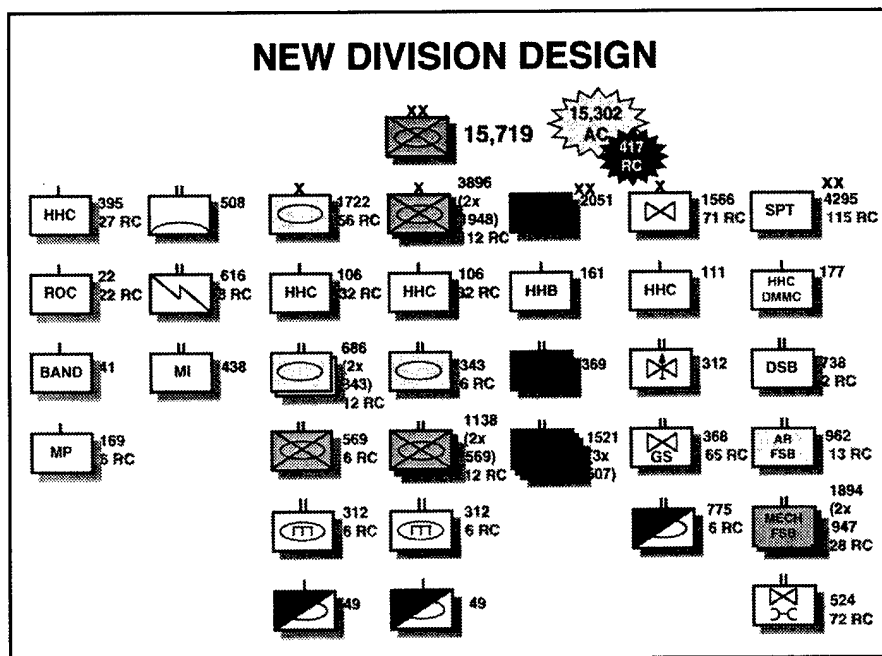 NEW DIVISION DESIGN
XX
15,719
15,302
AC
417
RC
I
HHC
395
27 RC
II
508
X
1722
56 RC
X
3896
(2x
1948)
112 RC
XX
2051
X
1566
71 RC
SPT
XX
4295
115 RC
I
ROC
22
22 RC
II
616
3 RC
I
HHC
106
32 RC
I
HHC
106
32 RC
I
HHB
161
I
HHC
111
I
HHC
DMMC
177
I
BAND
41
II
MI
438
II
686
(2x
343)
12 RC
II
343
6 RC
II
369
II
312
II
DSB
738
2 RC
I
MP
169
6 RC
II
569
6 RC
II
1138
(2x
569)
12 RC
II
1521
(3x
507)
II
GS
368
65 RC
II
AR
FSB
962
13 RC
II
312
6 RC
II
312
6 RC
II
775
6 RC
II
MECH
FSB
1894
(2x
947
28 RC
I
49
I
49
II
524
72 RC